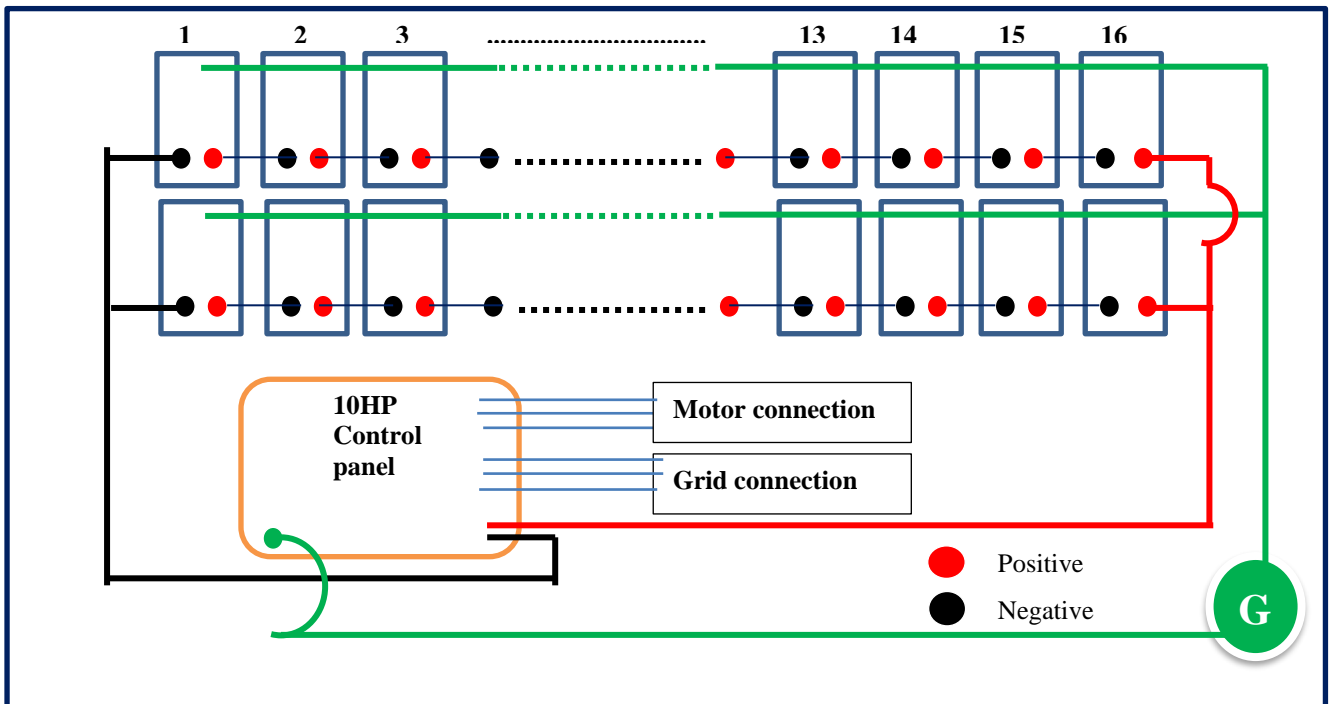 1 2 3 ........................... 13 14 15 16
10HP
Control
panel
Motor connection
Grid connection
Positive
Negative
G